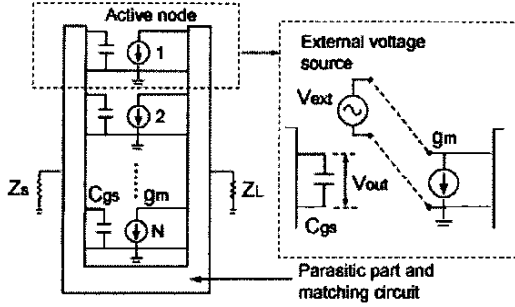 Active node
1
2
Zs
Cgs
gm
ZL
N
External voltage
source
Vext
gm
Vout
Cgs
Parasitic part and
matching circuit